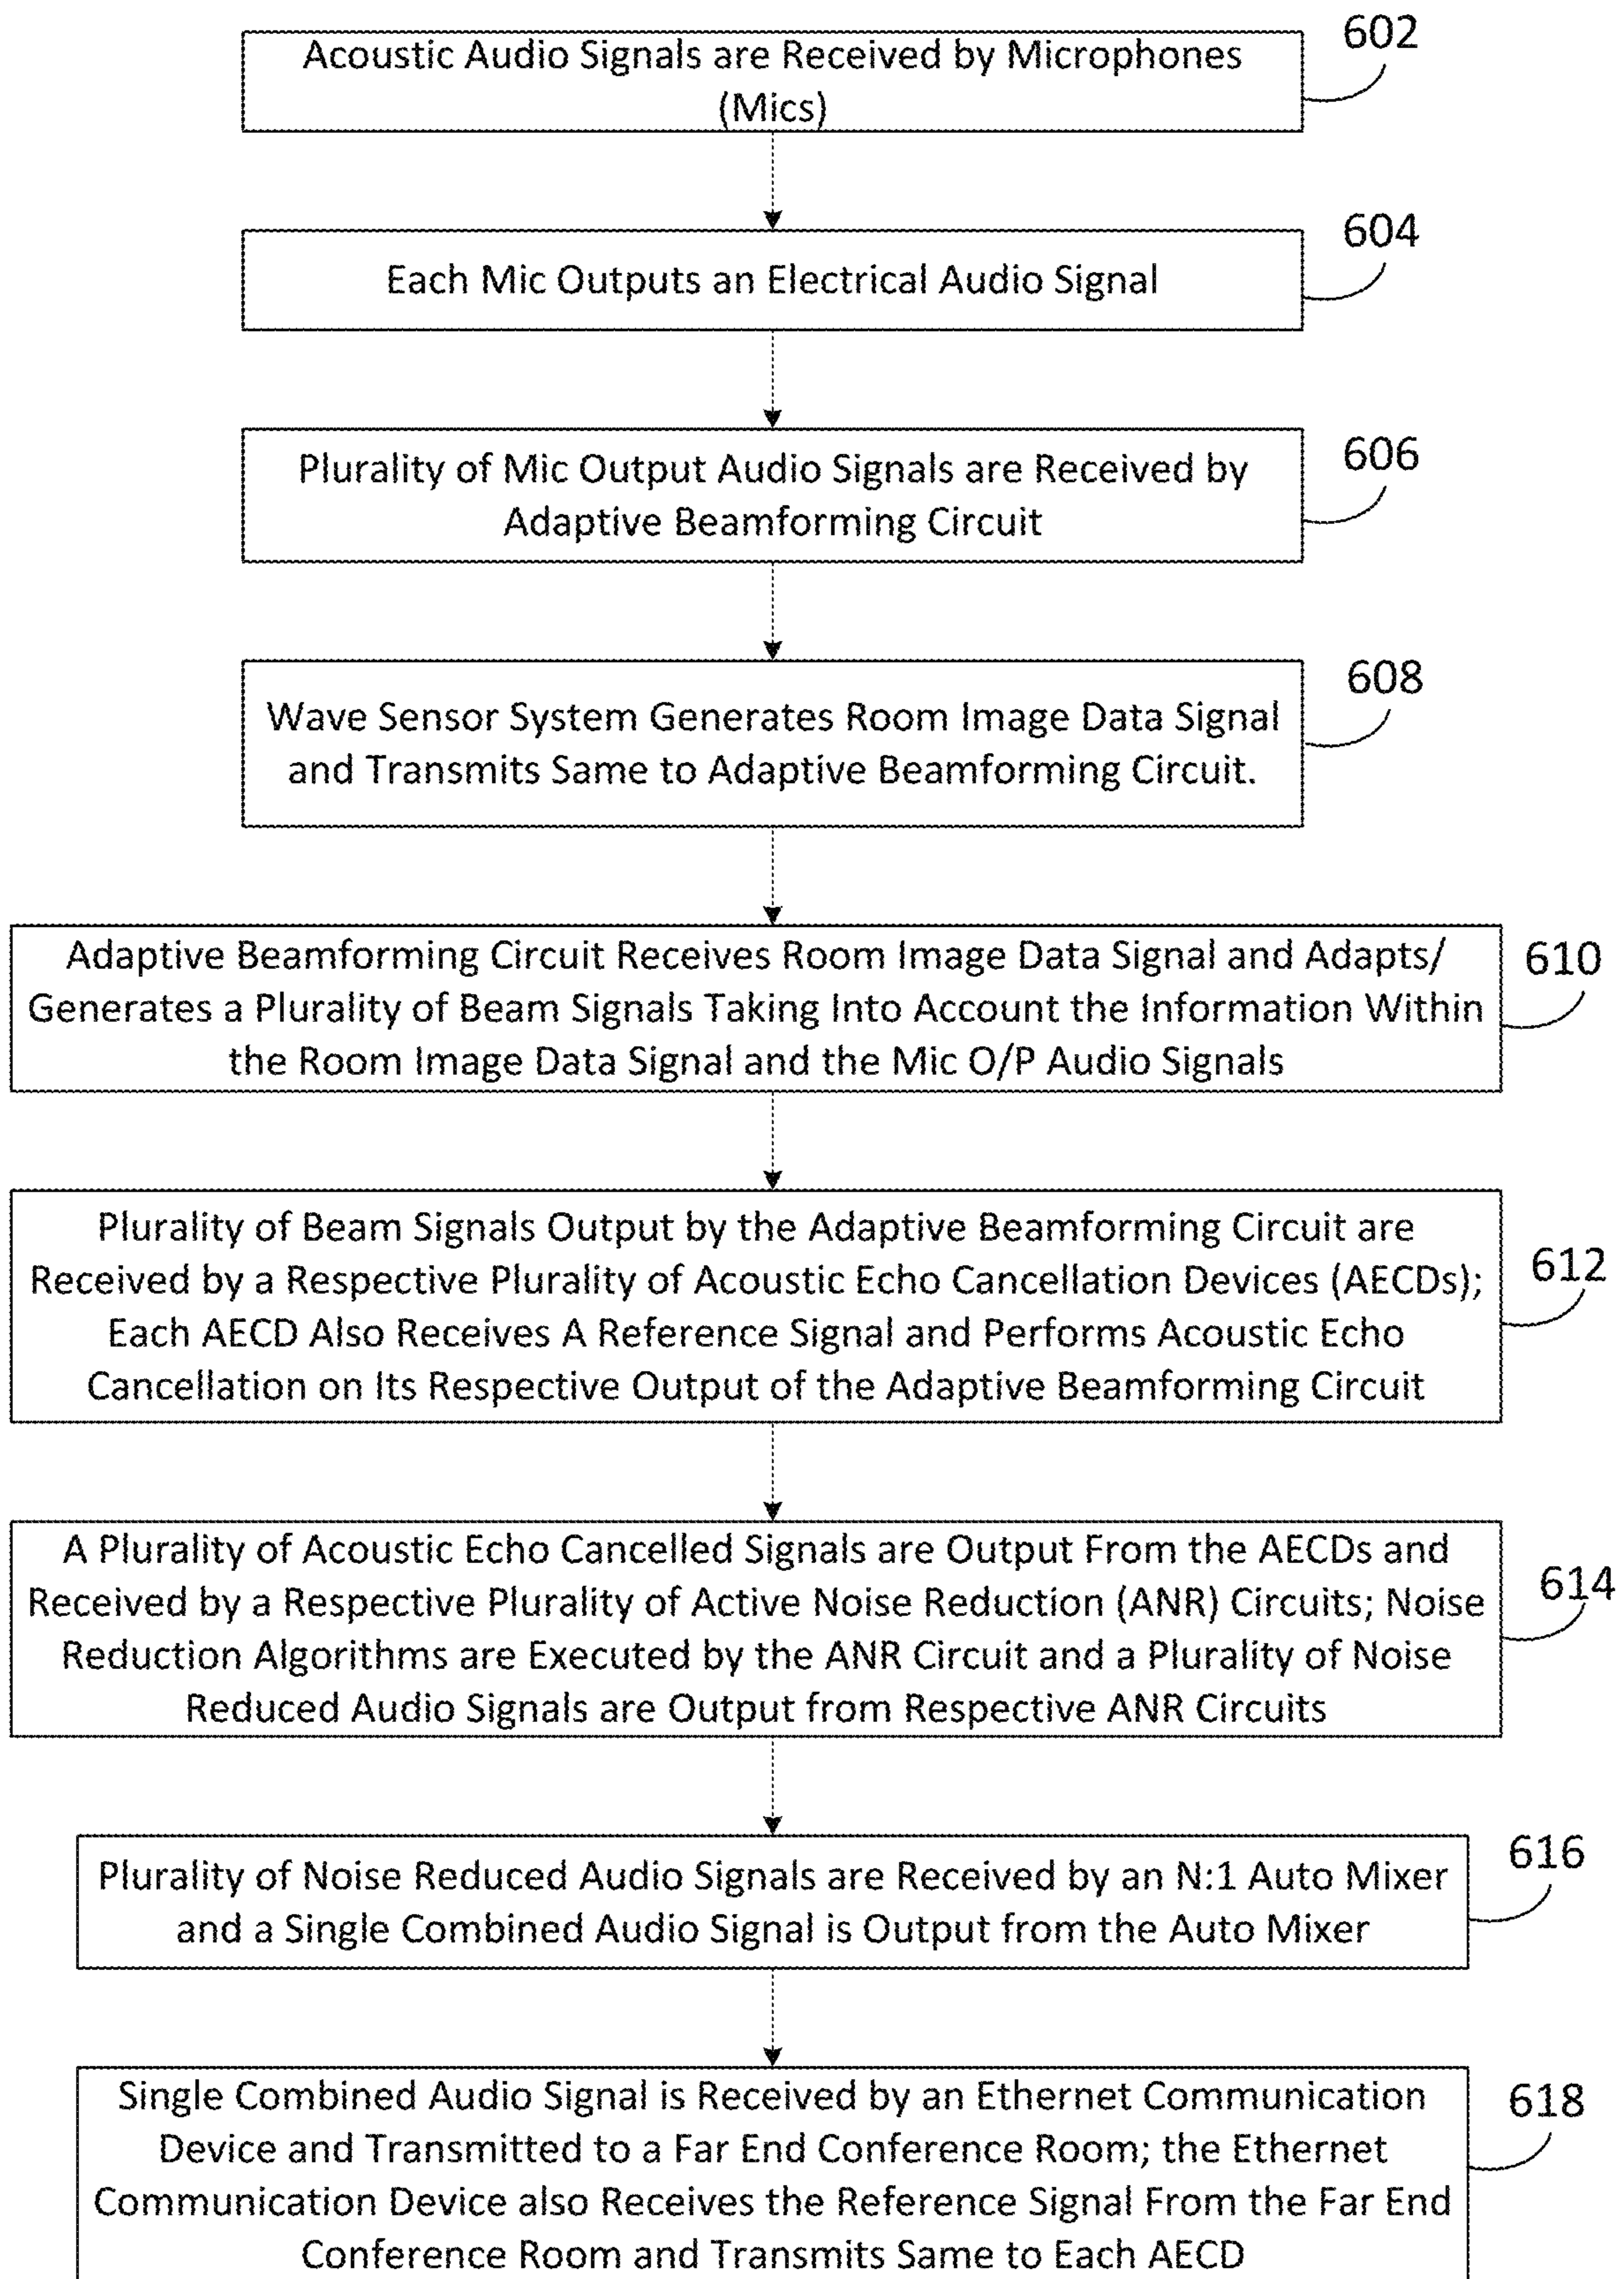 602
Acoustic Audio Signals are Received by Microphones
(Mics)
604
Each Mic Outputs an Electrical Audio Signal
606
Plurality of Mic Output Audio Signals are Received by
Adaptive Beamforming Circuit
608
Wave Sensor System Generates Room Image Data Signal
and Transmits Same to Adaptive Beamforming Circuit.
610
Adaptive Beamforming Circuit Receives Room Image Data Signal and Adapts/
Generates a Plurality of Beam Signals Taking Into Account the Information Within
the Room Image Data Signal and the Mic O/P Audio Signals
612
Plurality of Beam Signals Output by the Adaptive Beamforming Circuit are
Received by a Respective Plurality of Acoustic Echo Cancellation Devices (AECDs);
Each AECD Also Receives A Reference Signal and Performs Acoustic Echo
Cancellation on Its Respective Output of the Adaptive Beamforming Circuit
614
A Plurality of Acoustic Echo Cancelled Signals are Output From the AECDs and
Received by a Respective Plurality of Active Noise Reduction (ANR) Circuits; Noise
Reduction Algorithms are Executed by the ANR Circuit and a Plurality of Noise
Reduced Audio Signals are Output from Respective ANR Circuits
616
Plurality of Noise Reduced Audio Signals are Received by an N:1 Auto Mixer
and a Single Combined Audio Signal is Output from the Auto Mixer
618
Single Combined Audio Signal is Received by an Ethernet Communication
Device and Transmitted to a Far End Conference Room; the Ethernet
Communication Device also Receives the Reference Signal From the Far End
Conference Room and Transmits Same to Each AECD